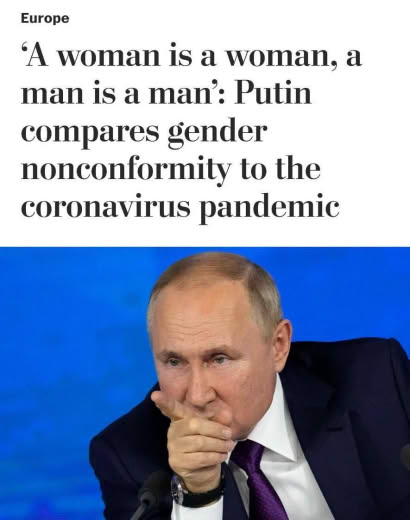 Europe
‘A woman is a woman, a
man is a man’: Putin
compares gender
nonconformity to the
coronavirus pandemic